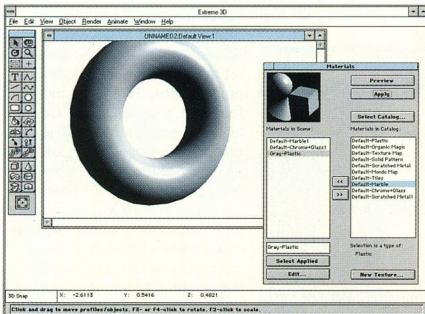 Extreme 3D
File Edit View Object Render Animate Window Help
UNNAMED2:Default View:1
Materials
Preview
Apply
Select Catalog...
Materials in Scene:
Default-Marble1
Default-Chrome+Glass1
Gray-Plastic
Materials in Catalog:
Default-Plastic
Default-Organic Magic
Default-Texture Map
Default-Solid Pattern
Default-Scratched Metal
Default-Mondo Map
Default-Tiles
Default-Marble
Default-Chrome+Glass
Default-Scratched Metal1
<<
>>
Gray-Plastic
Select Applied
Edit...
Selection is a type of:
Plastic
New Texture...
3D Snap X: -2.6113 Y: 0.5416 Z: 0.4821
Click and drag to move profiles/objects. F3- or F4-click to rotate. F2-click to scale.